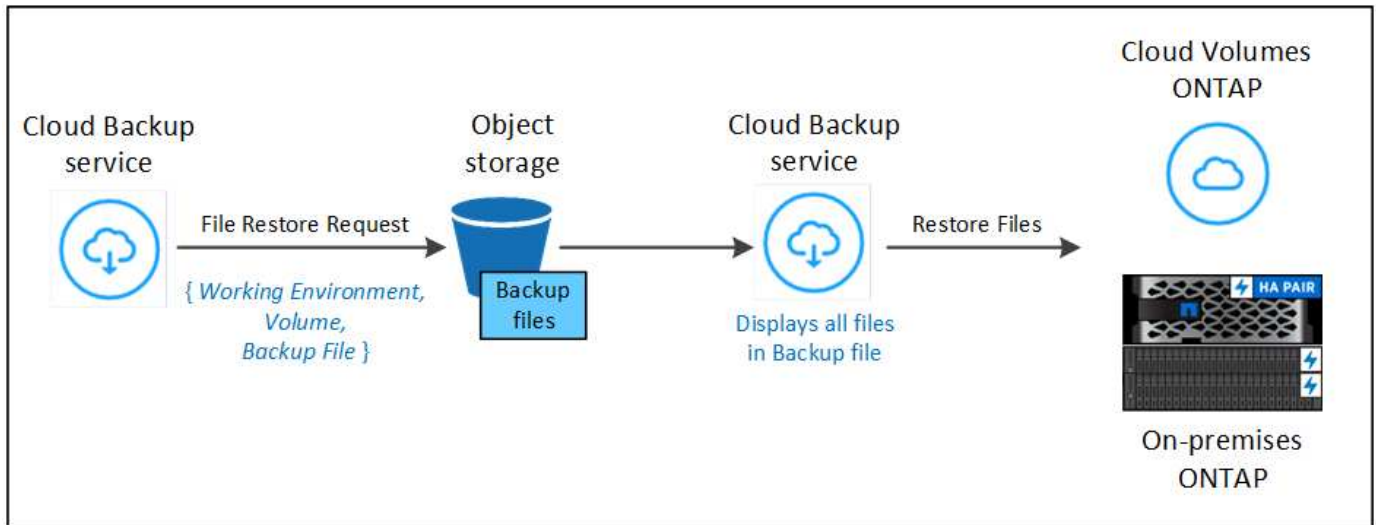 Cloud Backup
service
File Restore Request
{ Working Environment,
Volume,
Backup File }
Object
storage
Backup
files
Cloud Backup
service
Displays all files
in Backup file
Restore Files
Cloud Volumes
ONTAP
HA PAIR
On-premises
ONTAP